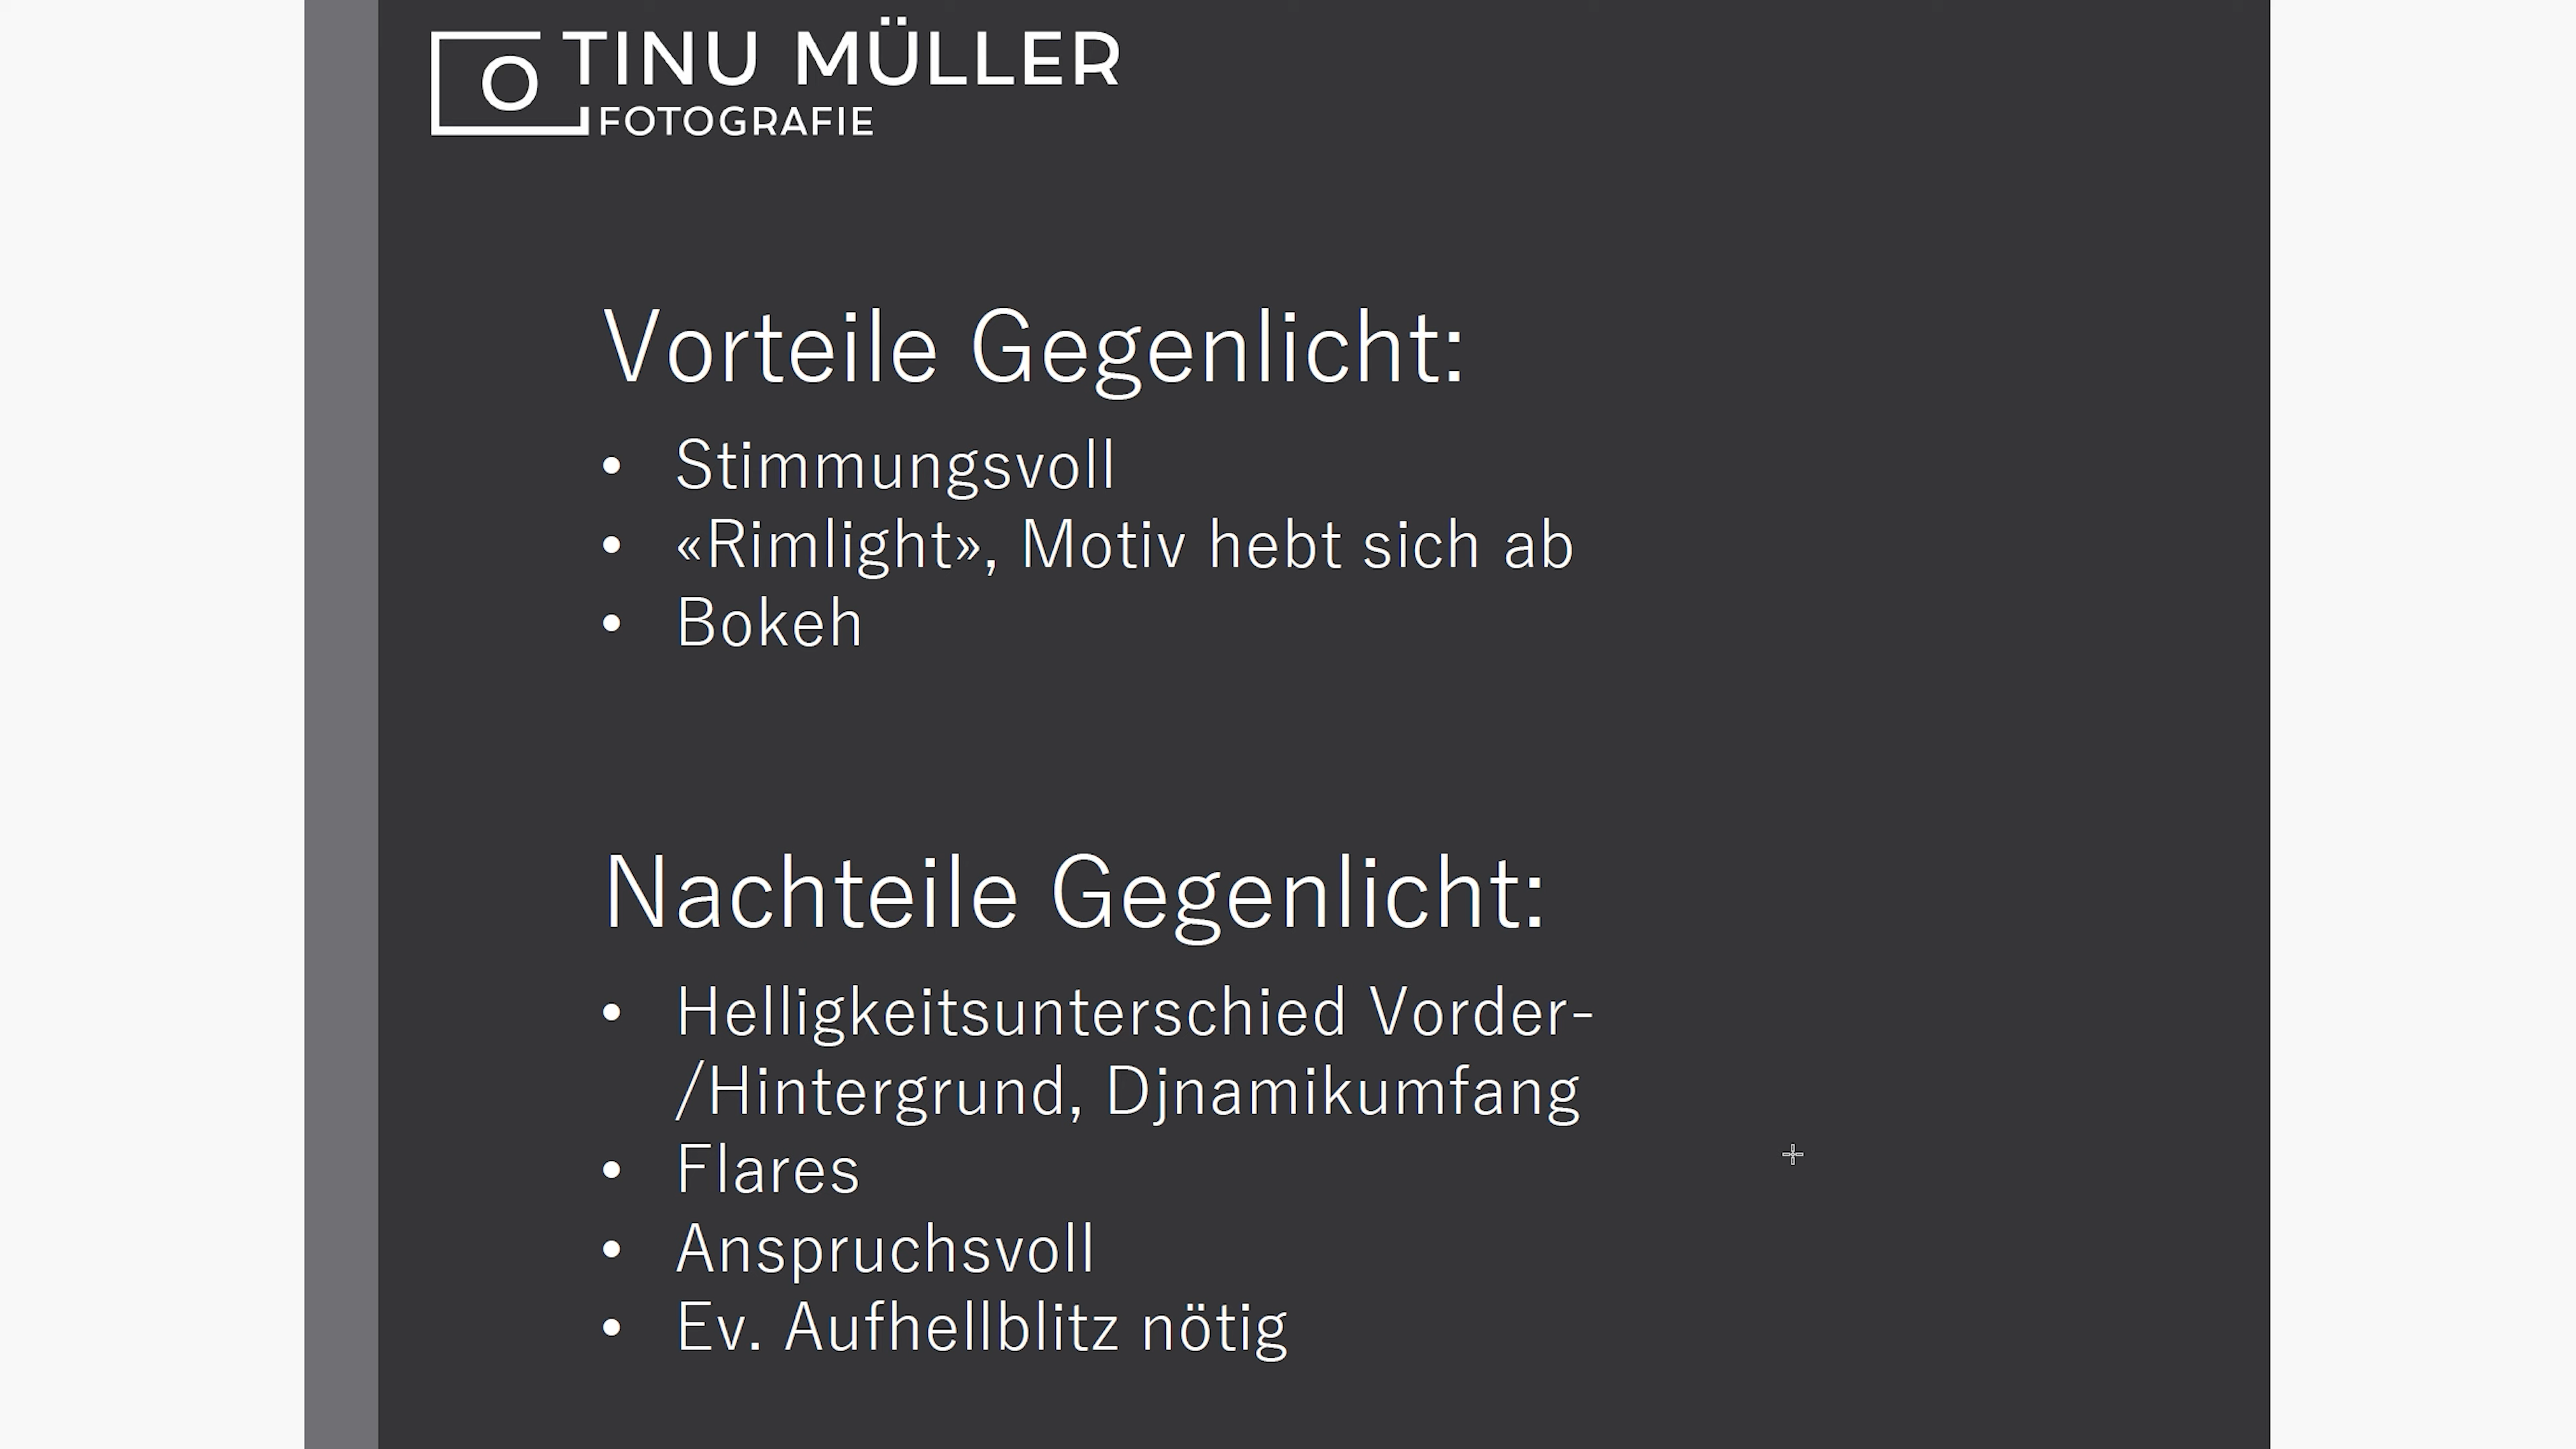 TINU MÜLLER
FOTOGRAFIE
Vorteile Gegenlicht:
• Stimmungsvoll
• «Rimlight», Motiv hebt sich ab
• Bokeh
Nachteile Gegenlicht:
• Helligkeitsunterschied Vorder-
/Hintergrund, Djnamikumfang
• Flares
• Anspruchsvoll
• Ev. Aufhellblitz nötig